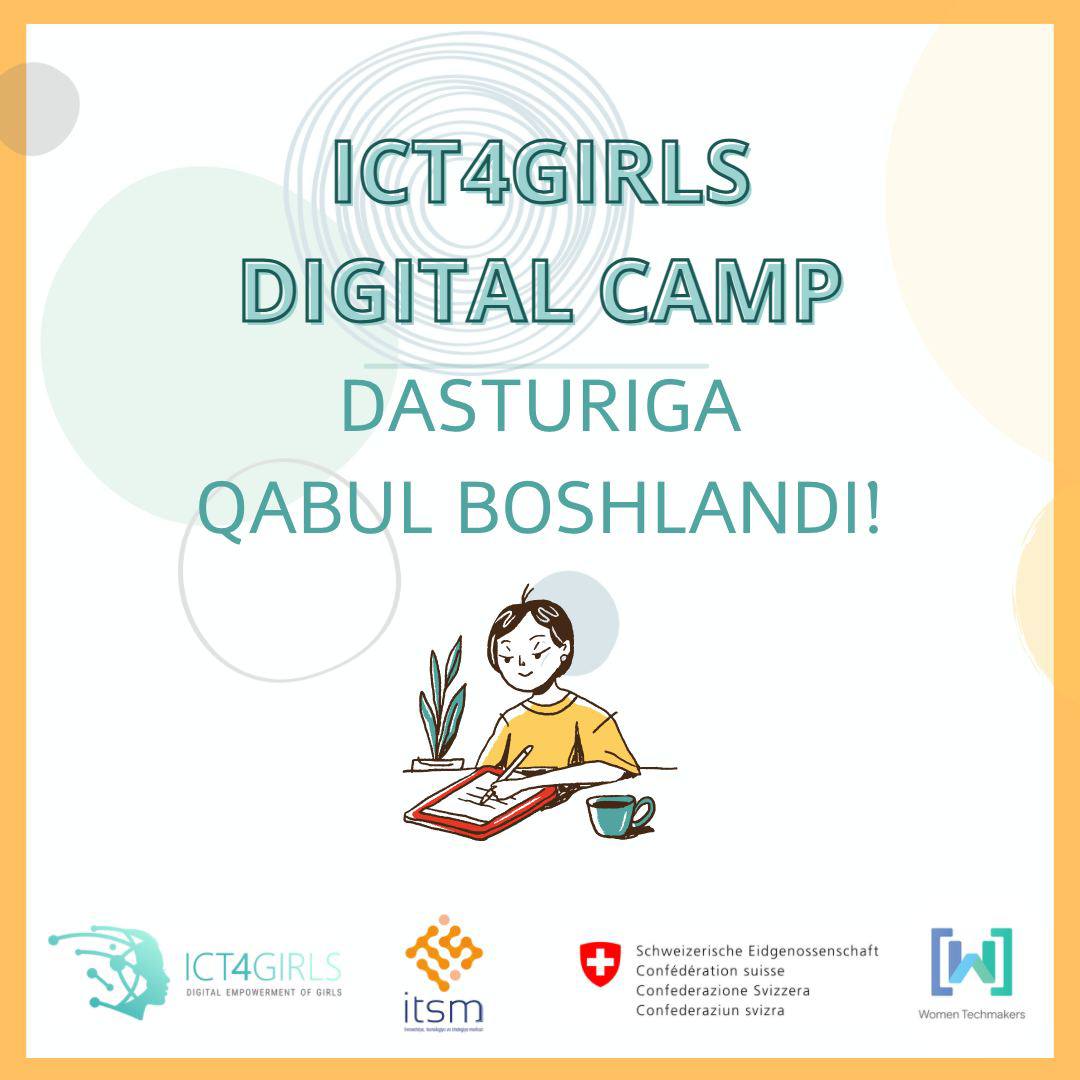 ICT4GIRLS
DIGITAL CAMP
DASTURIGA
QABUL BOSHLANDI!
ICT4GIRLS
DIGITAL EMPOWERMENT OF GIRLS
itsm
Schweizerische Eidgenossenschaft
Confédération suisse
Confederazione Svizzera
Confederaziun svizra
Women Techmakers